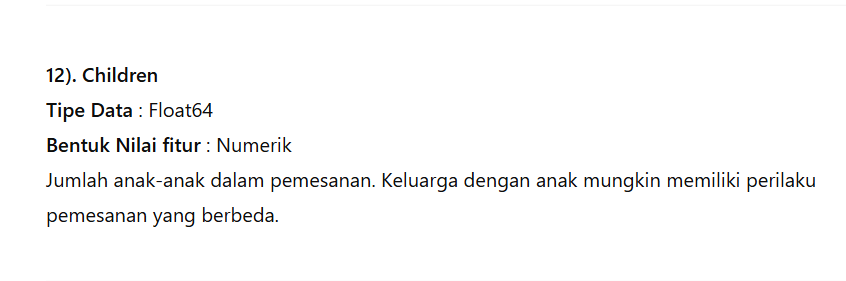 12). Children
Tipe Data : Float64
Bentuk Nilai fitur : Numerik
Jumlah anak-anak dalam pemesanan. Keluarga dengan anak mungkin memiliki perilaku
pemesanan yang berbeda.